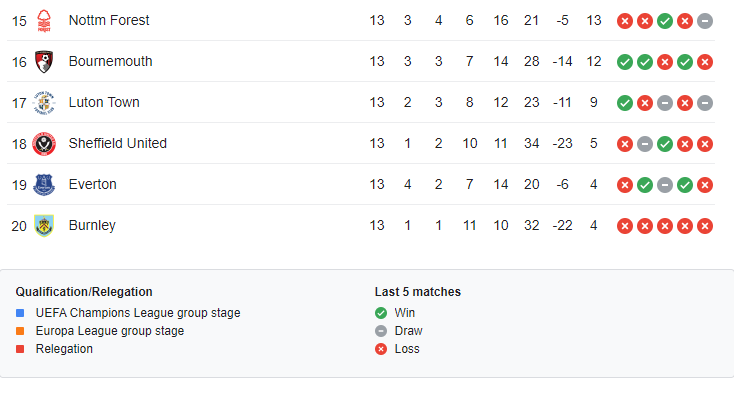 15 Nottm Forest 13 3 4 6 16 21 -5 13
16 Bournemouth 13 3 3 7 14 28 -14 12
17 Luton Town 13 2 3 8 12 23 -11 9
18 Sheffield United 13 1 2 10 11 34 -23 5
19 Everton 13 4 2 7 14 20 -6 4
20 Burnley 13 1 1 11 10 32 -22 4
Qualification/Relegation
UEFA Champions League group stage
Europa League group stage
Relegation
Last 5 matches
Win
Draw
Loss